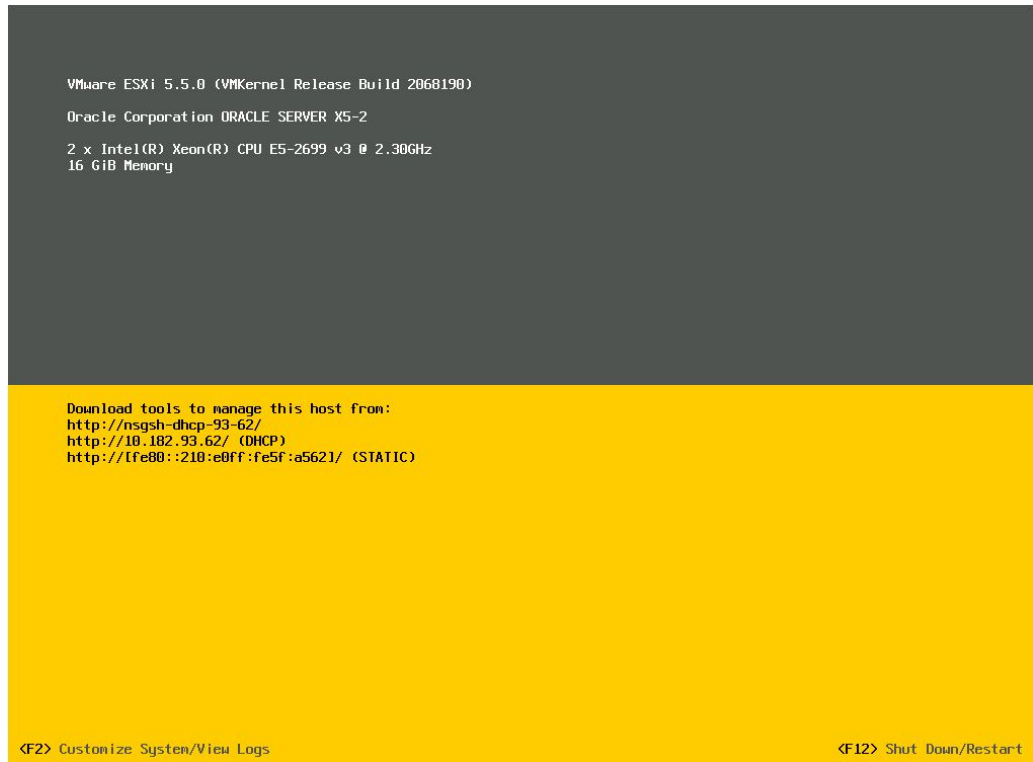 VMware ESXi 5.5.0 (VMKernel Release Build 2068190)
Oracle Corporation ORACLE SERVER X5-2
2 x Intel(R) Xeon(R) CPU E5-2699 v3 @ 2.30GHz
16 GiB Memory
Download tools to manage this host from:
http://nsgsh-dhcp-93-62/
http://10.182.93.62/ (DHCP)
http://[fe80::210:e0ff:fe5f:a562]/ (STATIC)
<F2> Customize System/View Logs
<F12> Shut Down/Restart